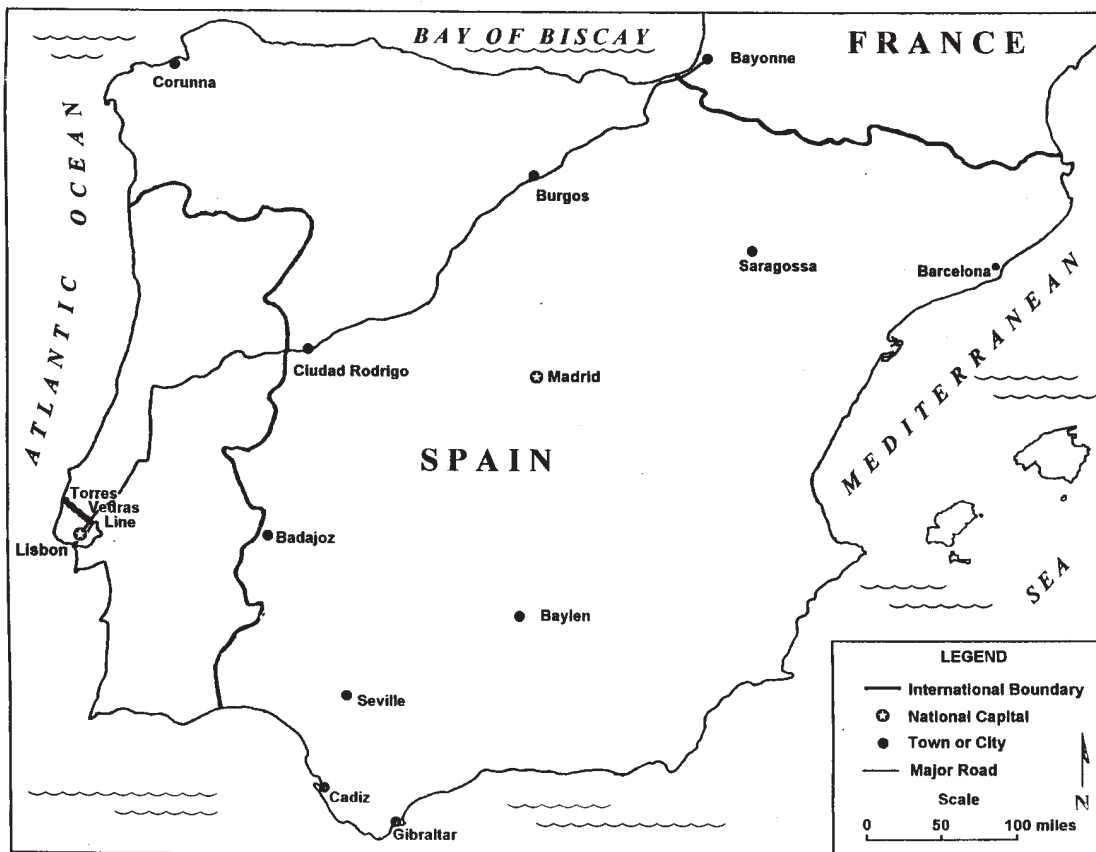 BAY OF BISCAY
FRANCE
Bayonne
Corunna
ATLANTIC OCEAN
Burgos
Saragossa
Barcelona
Ciudad Rodrigo
Madrid
MEDITERRANEAN SEA
SPAIN
Torres
Vedras
Line
Lisbon
Badajoz
Baylen
Seville
Cadiz
Gibraltar
LEGEND
International Boundary
National Capital
Town or City
Major Road
Scale
N
0 50 100 miles